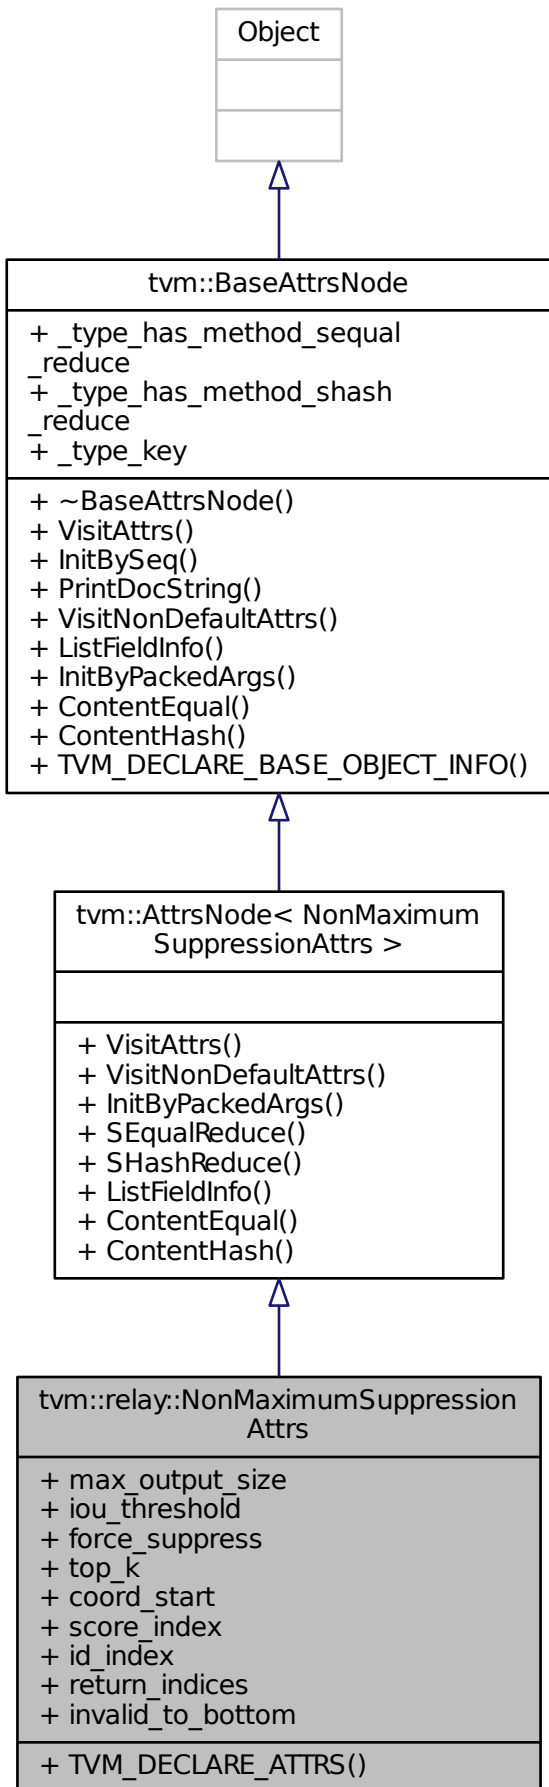 Object
tvm::BaseAttrsNode
+ _type_has_method_sequal
_reduce
+ _type_has_method_shash
_reduce
+ _type_key
+ ~BaseAttrsNode()
+ VisitAttrs()
+ InitBySeq()
+ PrintDocString()
+ VisitNonDefaultAttrs()
+ ListFieldInfo()
+ InitByPackedArgs()
+ ContentEqual()
+ ContentHash()
+ TVM_DECLARE_BASE_OBJECT_INFO()
tvm::AttrsNode< NonMaximum
SuppressionAttrs >
+ VisitAttrs()
+ VisitNonDefaultAttrs()
+ InitByPackedArgs()
+ SEqualReduce()
+ SHashReduce()
+ ListFieldInfo()
+ ContentEqual()
+ ContentHash()
tvm::relay::NonMaximumSuppression
Attrs
+ max_output_size
+ iou_threshold
+ force_suppress
+ top_k
+ coord_start
+ score_index
+ id_index
+ return_indices
+ invalid_to_bottom
+ TVM_DECLARE_ATTRS()